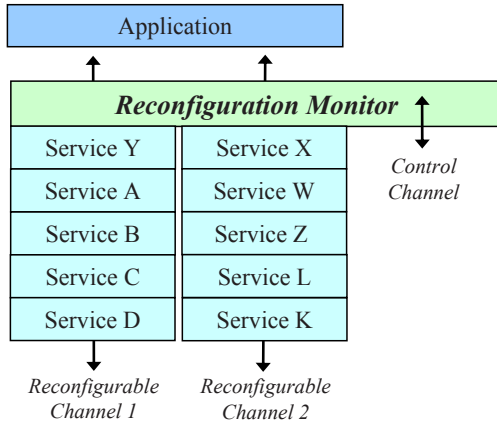 Application
Reconfiguration Monitor
Service Y
Service A
Service B
Service C
Service D
Service X
Service W
Service Z
Service L
Service K
Control
Channel
Reconfigurable
Channel 1
Reconfigurable
Channel 2